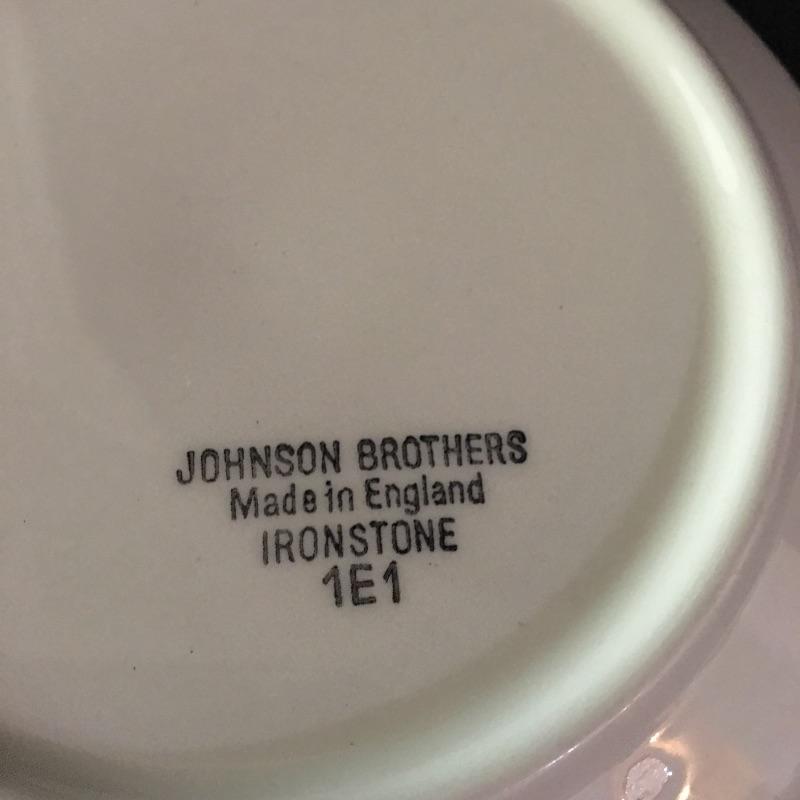 JOHNSON BROTHERS
Made in England
IRONSTONE
1E1